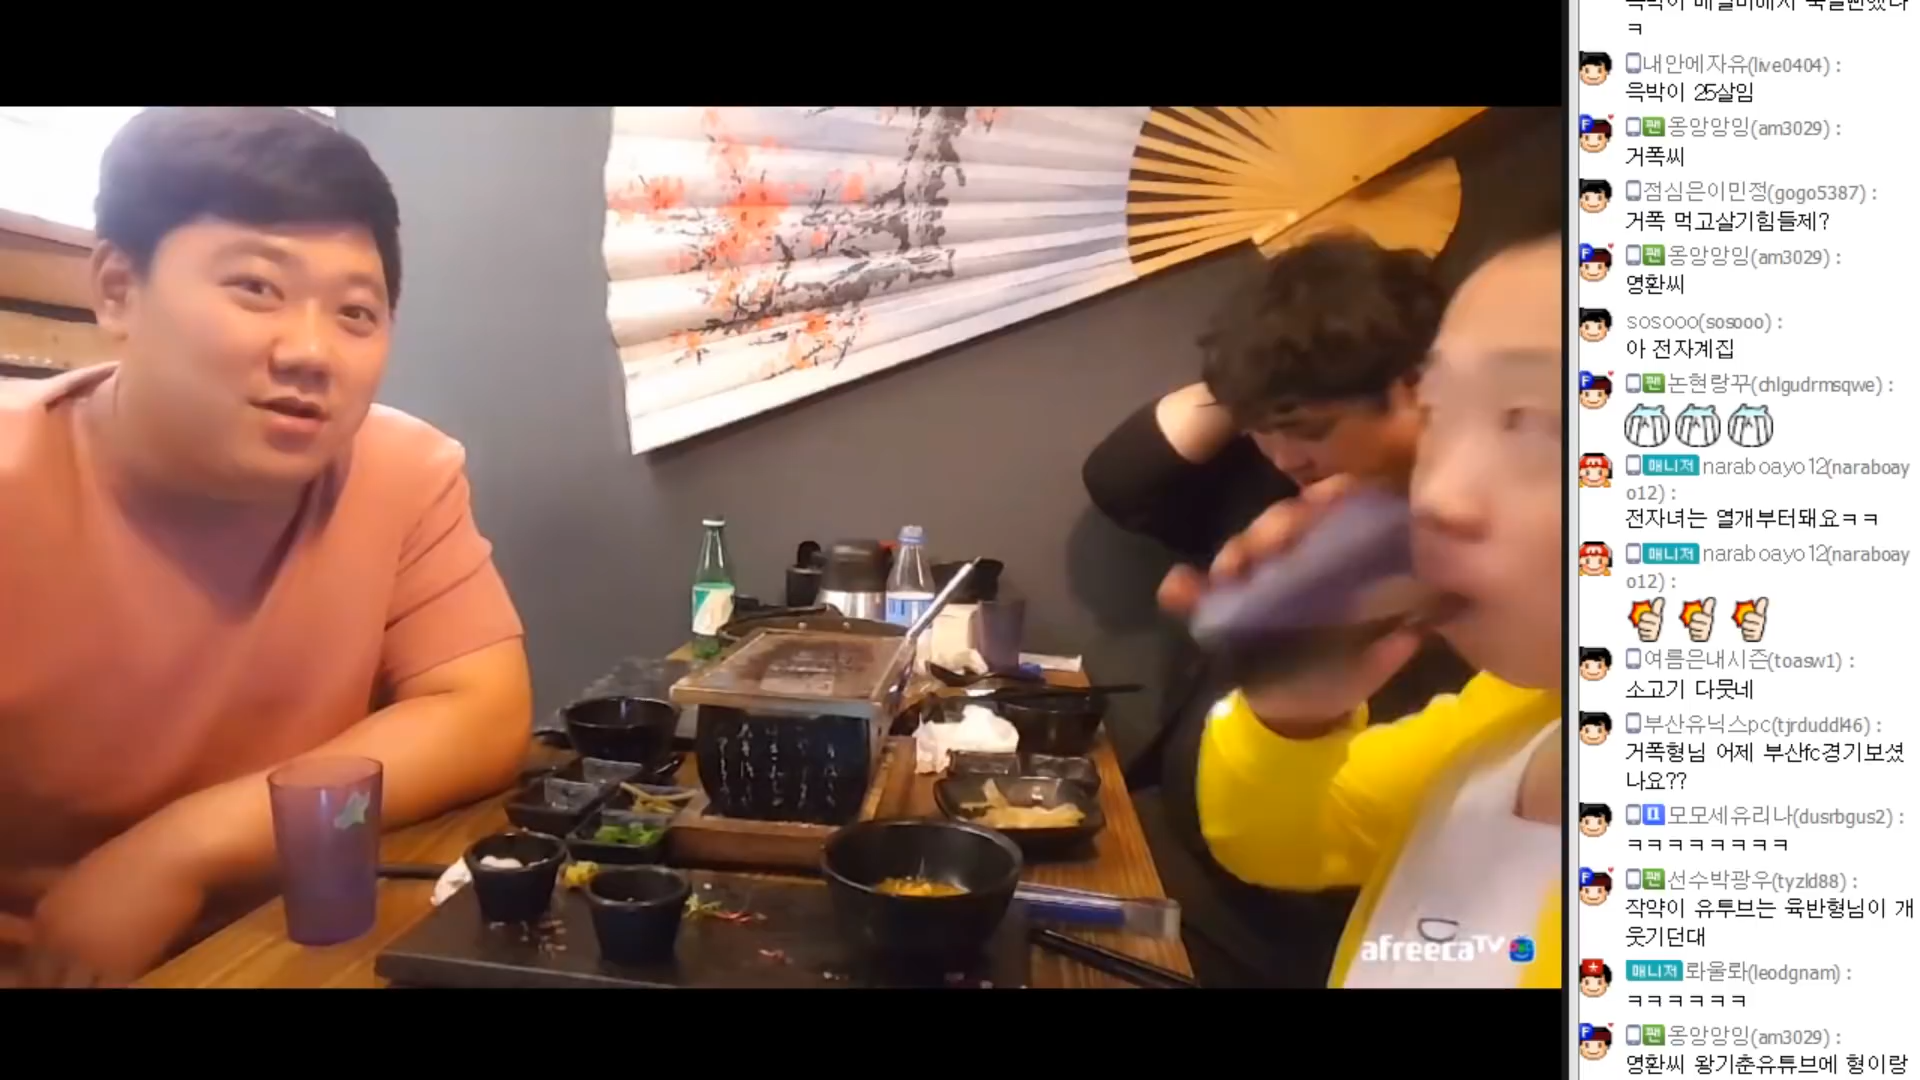 ㅋ
내안에자유(live0404) :
윽박이 25살임
팬 옹앙앙잉(am3029) :
거폭씨
점심은이민정(gogo5387) :
거폭 먹고살기힘들제?
팬 옹앙앙잉(am3029) :
영환씨
sosooo(sosooo) :
아 전자계집
팬 논현랑꾸(chlgudrmsqwe) :
매니저 naraboayo12(naraboay
o12) :
전자녀는 열개부터돼요ㅋㅋ
매니저 naraboayo12(naraboay
o12) :
여름은내시즌(toasw1) :
소고기 다뭇네
부산유닉스pc(tjrduddl46) :
거폭형님 어제 부산fc경기보셨
나요??
모모세유리나(dusrbgus2) :
ㅋㅋㅋㅋㅋㅋㅋㅋ
팬 선수박광우(tyzld88) :
작약이 유투브는 육반형님이 개
웃기던대
매니저 롸울롸(leodgnam) :
ㅋㅋㅋㅋㅋㅋ
팬 옹앙앙잉(am3029) :
영환씨 왕기춘유튜브에 형이랑
afreecaTV